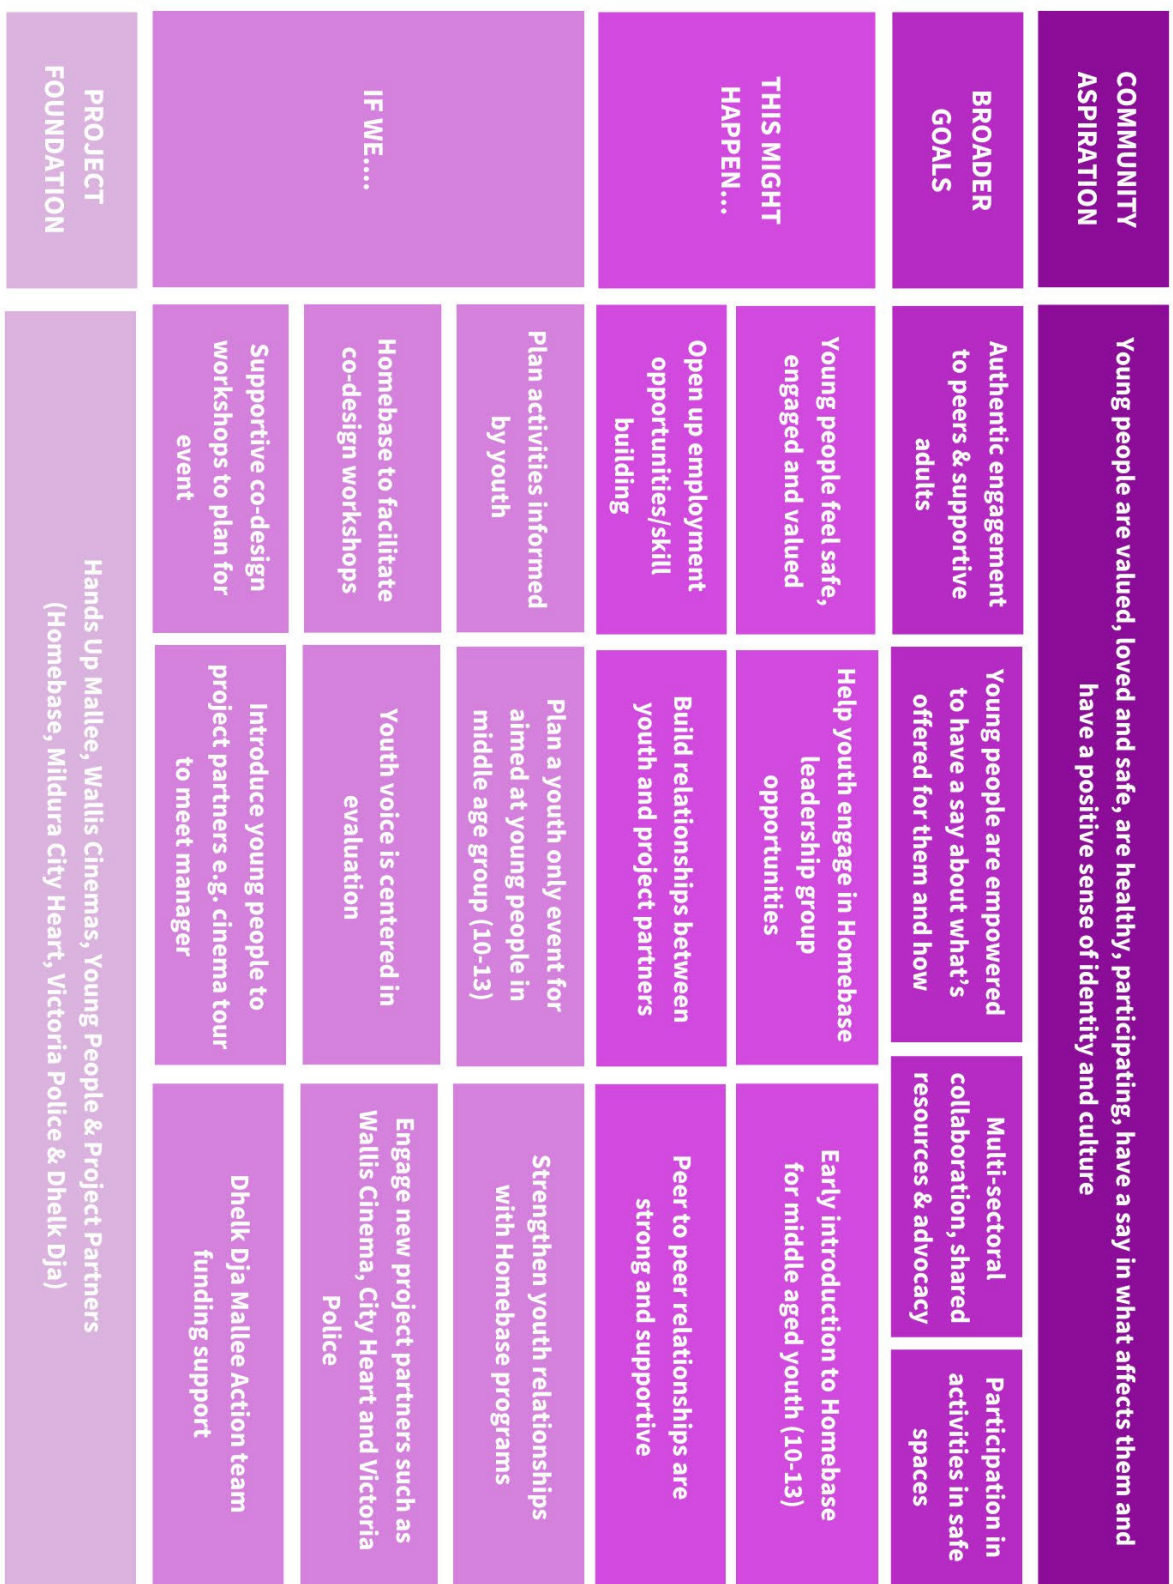 COMMUNITY
ASPIRATION
Young people are valued, loved and safe, are healthy, participating, have a say in what affects them and
have a positive sense of identity and culture
BROADER
GOALS
Authentic engagement
to peers & supportive
adults
Young people are empowered
to have a say about what's
offered for them and how
Multi-sectoral
collaboration, shared
resources & advocacy
Participation in
activities in safe
spaces
THIS MIGHT
HAPPEN...
Young people feel safe,
engaged and valued
Help youth engage in Homebase
leadership group
opportunities
Early introduction to Homebase
for middle aged youth (10-13)
Open up employment
opportunities/skill
building
Build relationships between
youth and project partners
Peer to peer relationships are
strong and supportive
IF WE....
Plan activities informed
by youth
Plan a youth only event for
aimed at young people in
middle age group (10-13)
Strengthen youth relationships
with Homebase programs
Homebase to facilitate
co-design workshops
Youth voice is centered in
evaluation
Engage new project partners such as
Wallis Cinema, City Heart and Victoria
Police
Supportive co-design
workshops to plan for
event
Introduce young people to
project partners e.g. cinema tour
to meet manager
Dhelk Dja Mallee Action team
funding support
PROJECT
FOUNDATION
Hands Up Mallee, Wallis Cinemas, Young People & Project Partners
(Homebase, Mildura City Heart, Victoria Police & Dhelk Dja)